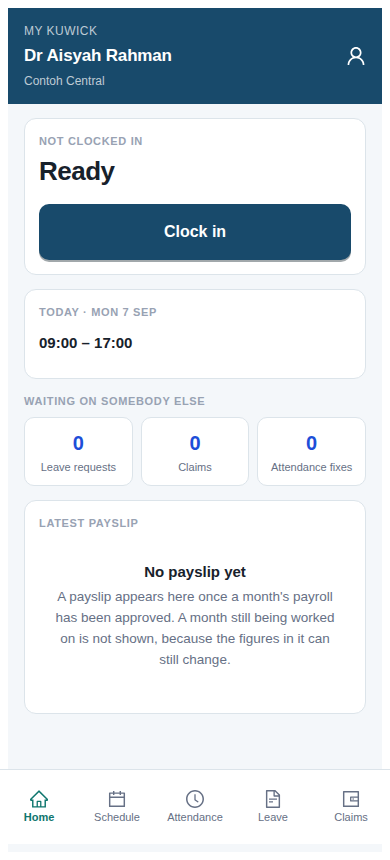 MY KUWICK
Dr Aisyah Rahman
Contoh Central
NOT CLOCKED IN
Ready
Clock in
TODAY · MON 7 SEP
09:00 – 17:00
WAITING ON SOMEBODY ELSE
0 0 0
Leave requests Claims Attendance fixes
LATEST PAYSLIP
No payslip yet
A payslip appears here once a month's payroll
has been approved. A month still being worked
on is not shown, because the figures in it can
still change.
Home Schedule Attendance Leave Claims